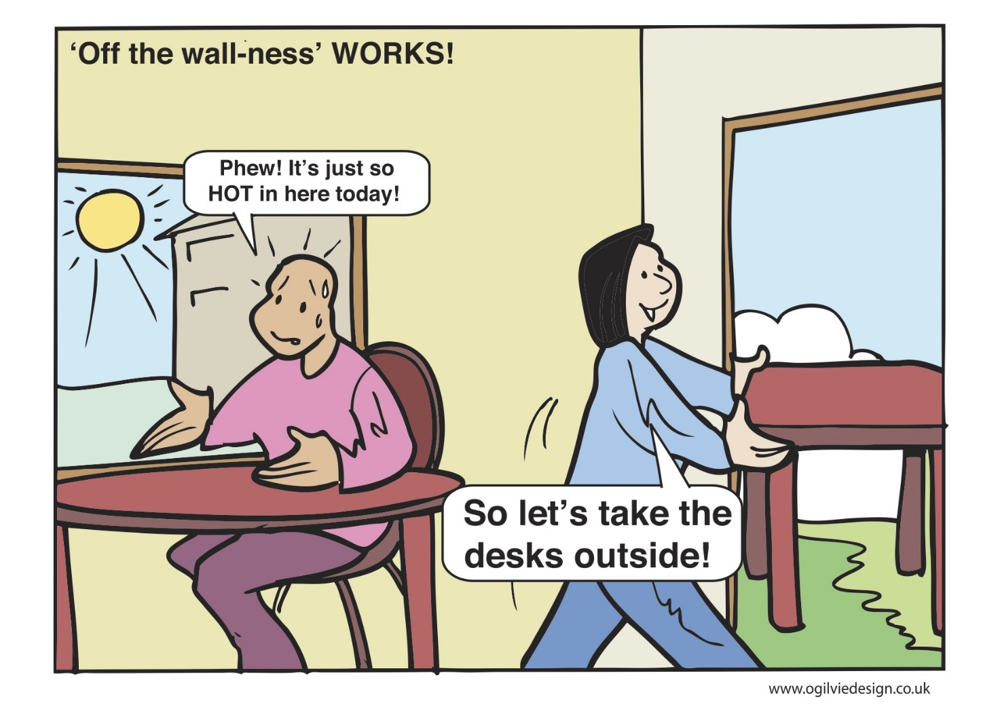 ‘Off the wall-ness’ WORKS!
Phew! It’s just so
HOT in here today!
So let’s take the
desks outside!
www.ogilviedesign.co.uk